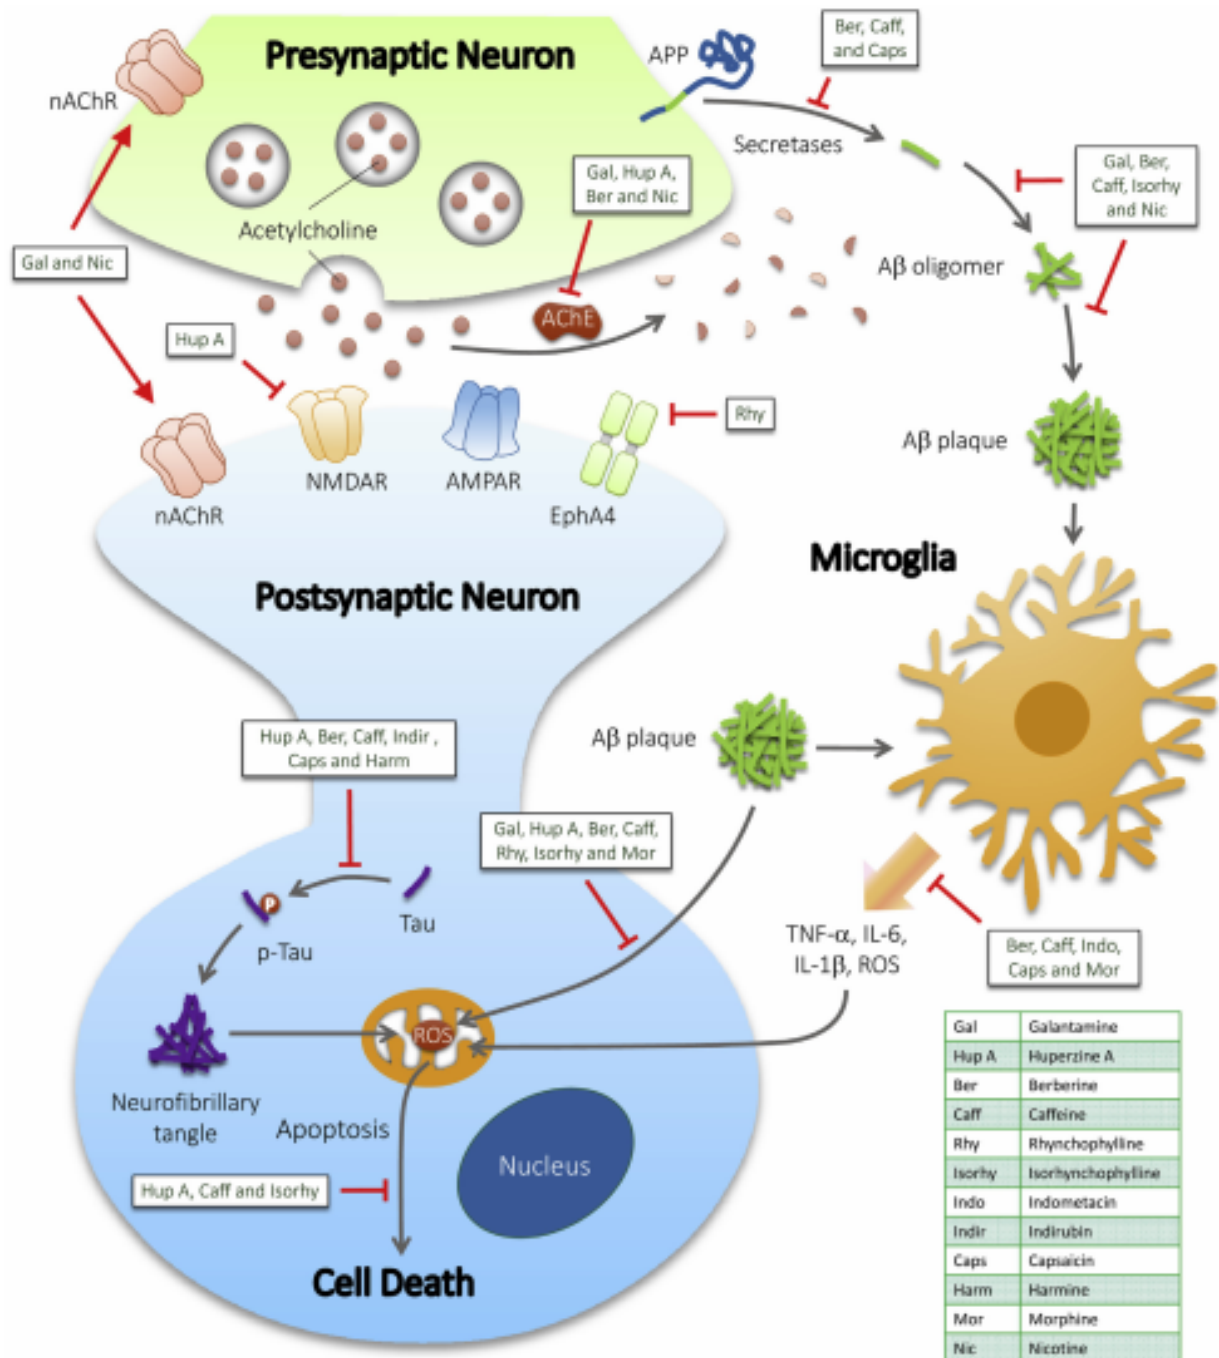 Presynaptic Neuron
APP
Ber, Caff,
and Caps
nAChR
Secretases
Gal, Hup A,
Ber and Nic
Gal, Ber,
Caff, Isorhy
and Nic
Acetylcholine
Gal and Nic
Aβ oligomer
AChE
Hup A
Rhy
Aβ plaque
NMDAR
AMPAR
nAChR
EphA4
Microglia
Postsynaptic Neuron
Hup A, Ber, Caff, Indir ,
Caps and Harm
Aβ plaque
Gal, Hup A, Ber, Caff,
Rhy, Isorhy and Mor
P
Tau
p-Tau
TNF-α, IL-6,
IL-1β, ROS
Ber, Caff, Indo,
Caps and Mor
ROS
Neurofibrillary
tangle
Apoptosis
Nucleus
Hup A, Caff and Isorhy
Cell Death
Gal Galantamine
Hup A Huperzine A
Ber Berberine
Caff Caffeine
Rhy Rhynchophylline
Isorhy Isorhynchophylline
Indo Indometacin
Indir Indirubin
Caps Capsaicin
Harm Harmine
Mor Morphine
Nic Nicotine